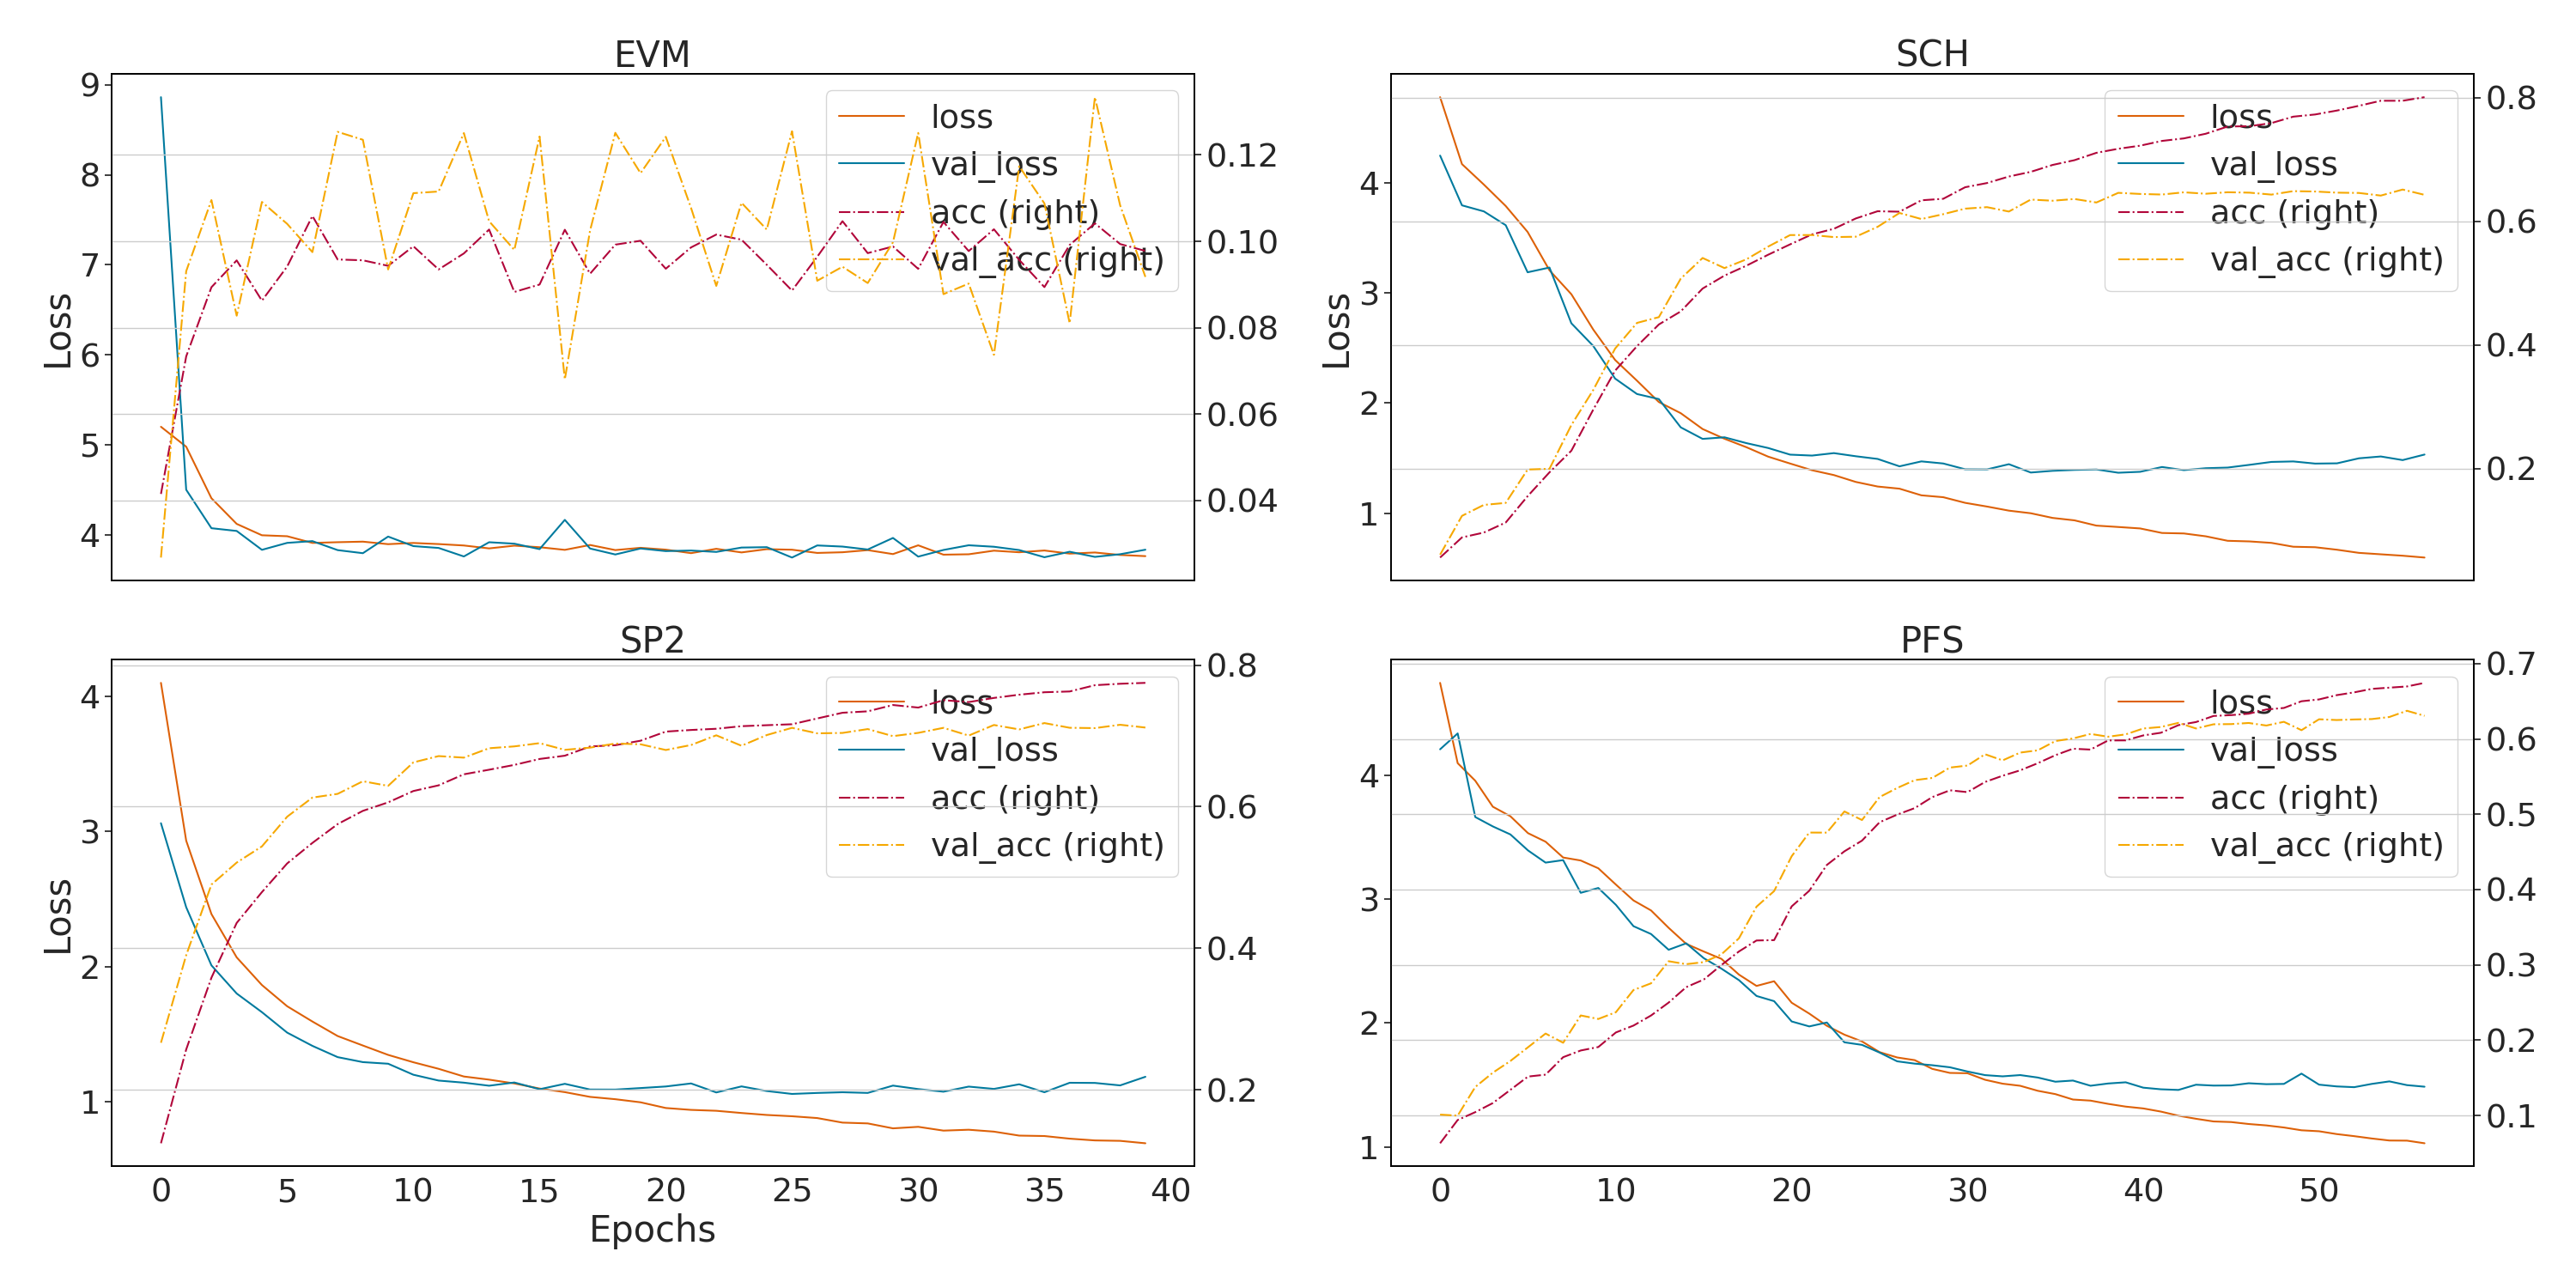 EVM
9
8
7
6
5
4
Loss
loss
val_loss
acc (right)
val_acc (right)
0.12
0.10
0.08
0.06
0.04
SCH
4
3
2
1
Loss
loss
val_loss
acc (right)
val_acc (right)
0.8
0.6
0.4
0.2
SP2
4
3
2
1
Loss
loss
val_loss
acc (right)
val_acc (right)
0.8
0.6
0.4
0.2
0 5 10 15 20 25 30 35 40
Epochs
PFS
4
3
2
1
loss
val_loss
acc (right)
val_acc (right)
0.7
0.6
0.5
0.4
0.3
0.2
0.1
0 10 20 30 40 50